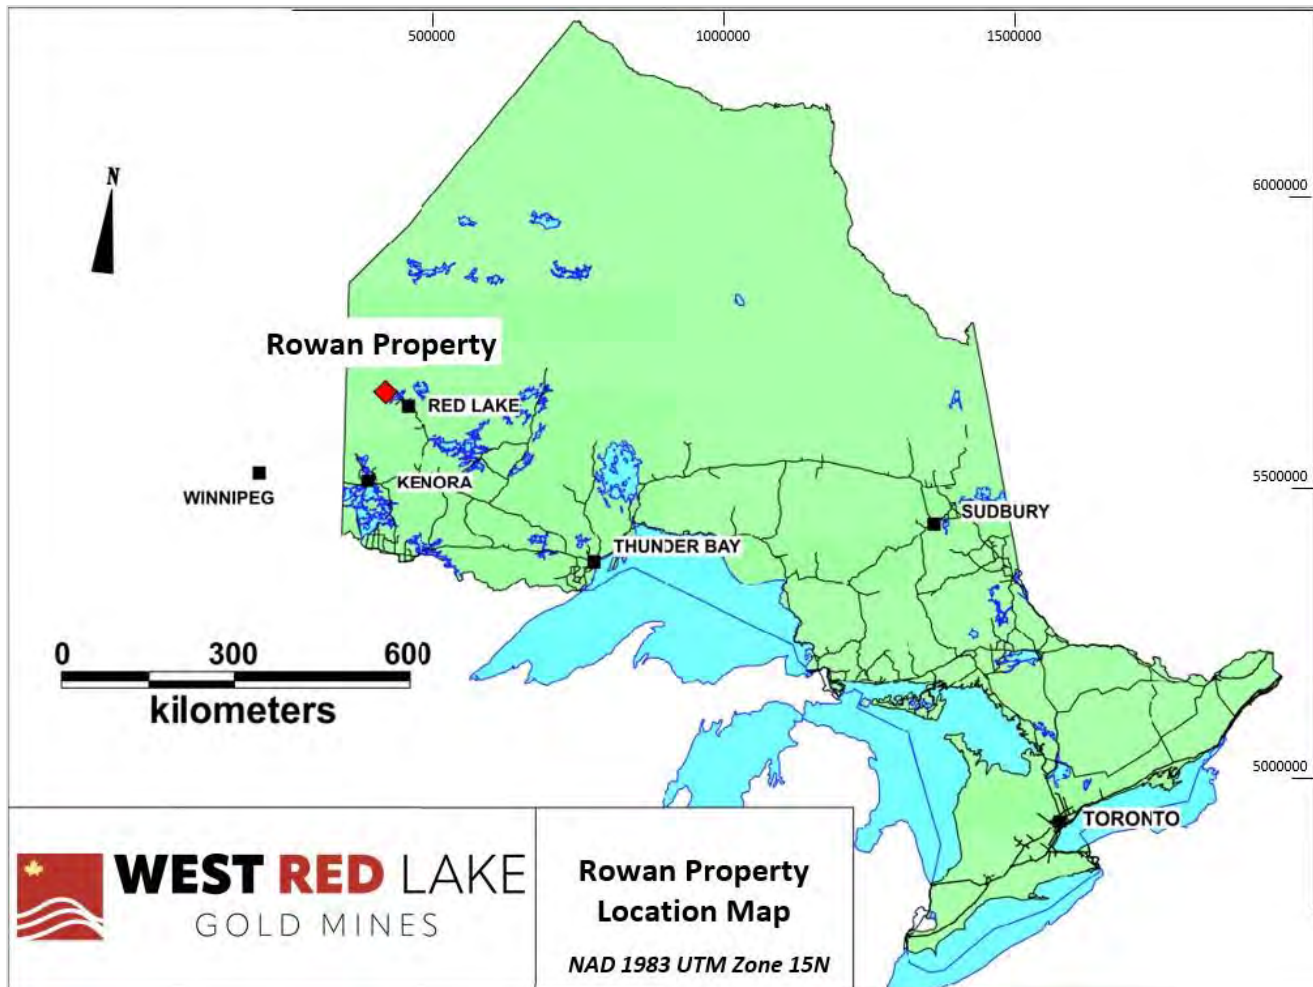 500000
1000000
1500000
N
6000000
Rowan Property
RED LAKE
WINNIPEG
KENORA
5500000
SUDBURY
THUNDER BAY
0 300 600
kilometers
5000000
TORONTO
WEST RED LAKE
GOLD MINES
Rowan Property
Location Map
NAD 1983 UTM Zone 15N